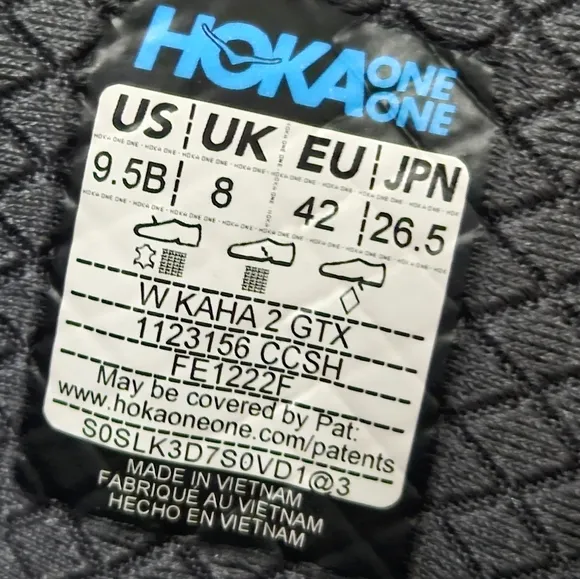 HOKA ONE ONE
US UK EU JPN
9.5B 8 42 26.5
W KAHA 2 GTX
1123156 CCSH
FE1222F
May be covered by Pat:
www.hokaoneone.com/patents
S0SLK3D7S0VD1@3
MADE IN VIETNAM
FABRIQUÉ AU VIETNAM
HECHO EN VIETNAM